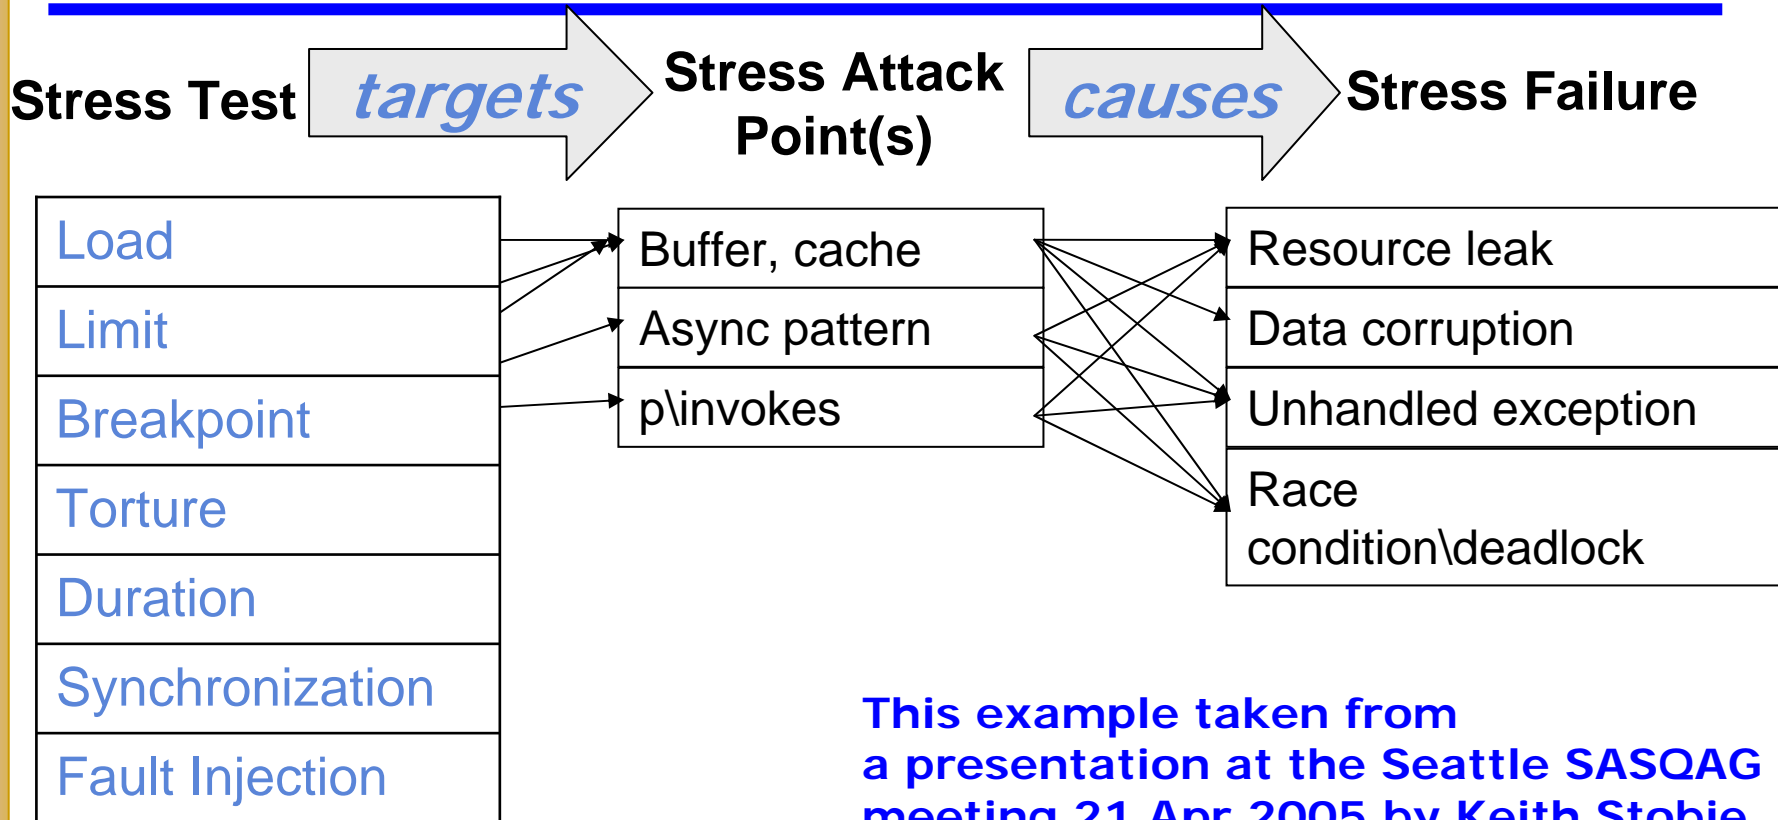 Stress Test
targets
Stress Attack
Point(s)
causes
Stress Failure
Load
Limit
Breakpoint
Torture
Duration
Synchronization
Fault Injection
Buffer, cache
Async pattern
p\invokes
Resource leak
Data corruption
Unhandled exception
Race
condition\deadlock
This example taken from
a presentation at the Seattle SASQAG
meeting 21 Apr 2005 by Keith Stobie